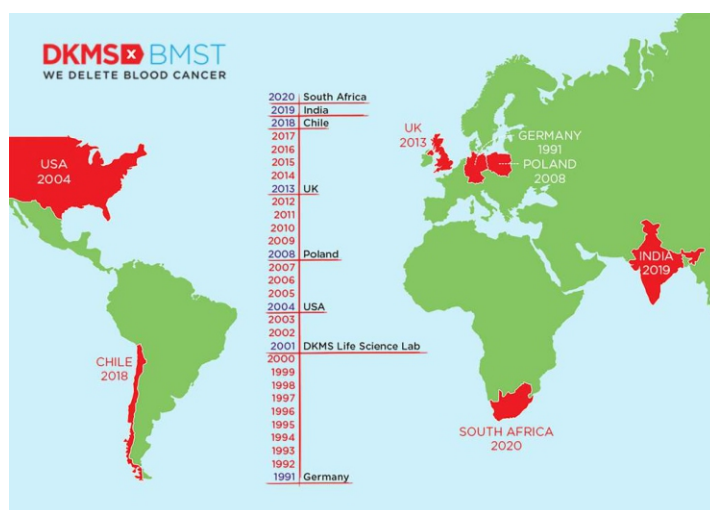 DKMS x BMST
WE DELETE BLOOD CANCER
2020 South Africa
2019 India
2018 Chile
2017
2016
2015
2014
2013 UK
2012
2011
2010
2009
2008 Poland
2007
2006
2005
2004 USA
2003
2002
2001 DKMS Life Science Lab
2000
1999
1998
1997
1996
1995
1994
1993
1992
1991 Germany
USA
2004
CHILE
2018
UK
2013
GERMANY
1991
POLAND
2008
INDIA
2019
SOUTH AFRICA
2020